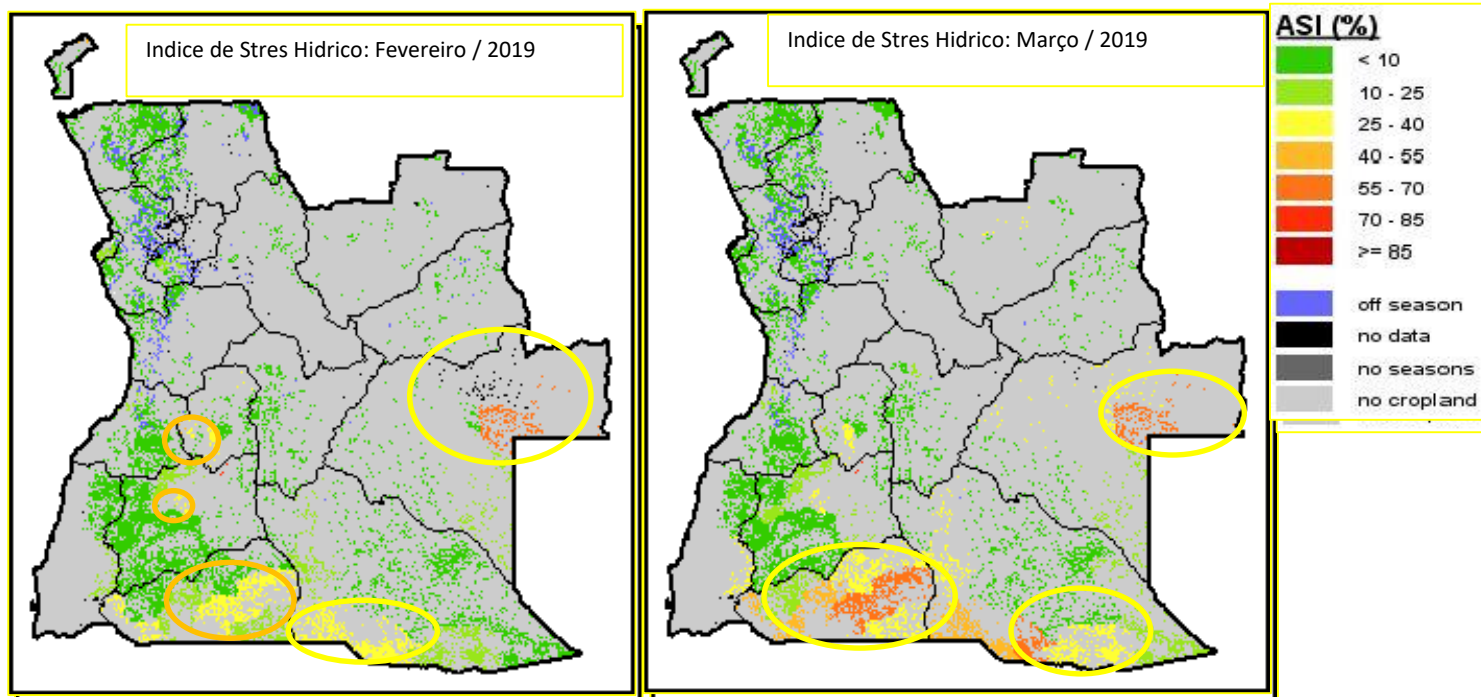 Indice de Stres Hidrico: Fevereiro / 2019
Indice de Stres Hidrico: Março / 2019
ASI (%)
< 10
10 - 25
25 - 40
40 - 55
55 - 70
70 - 85
>= 85
off season
no data
no seasons
no cropland